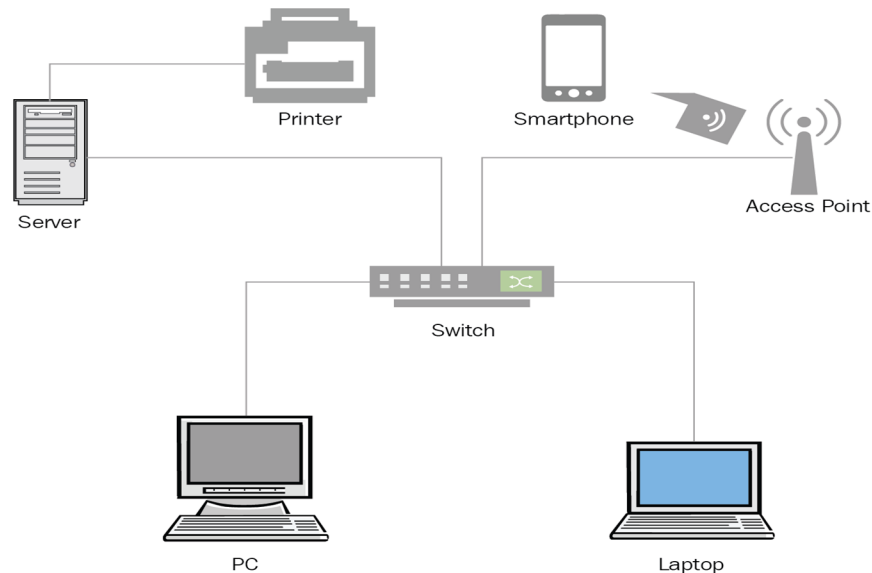 Printer
Smartphone
Access Point
Server
Switch
PC
Laptop